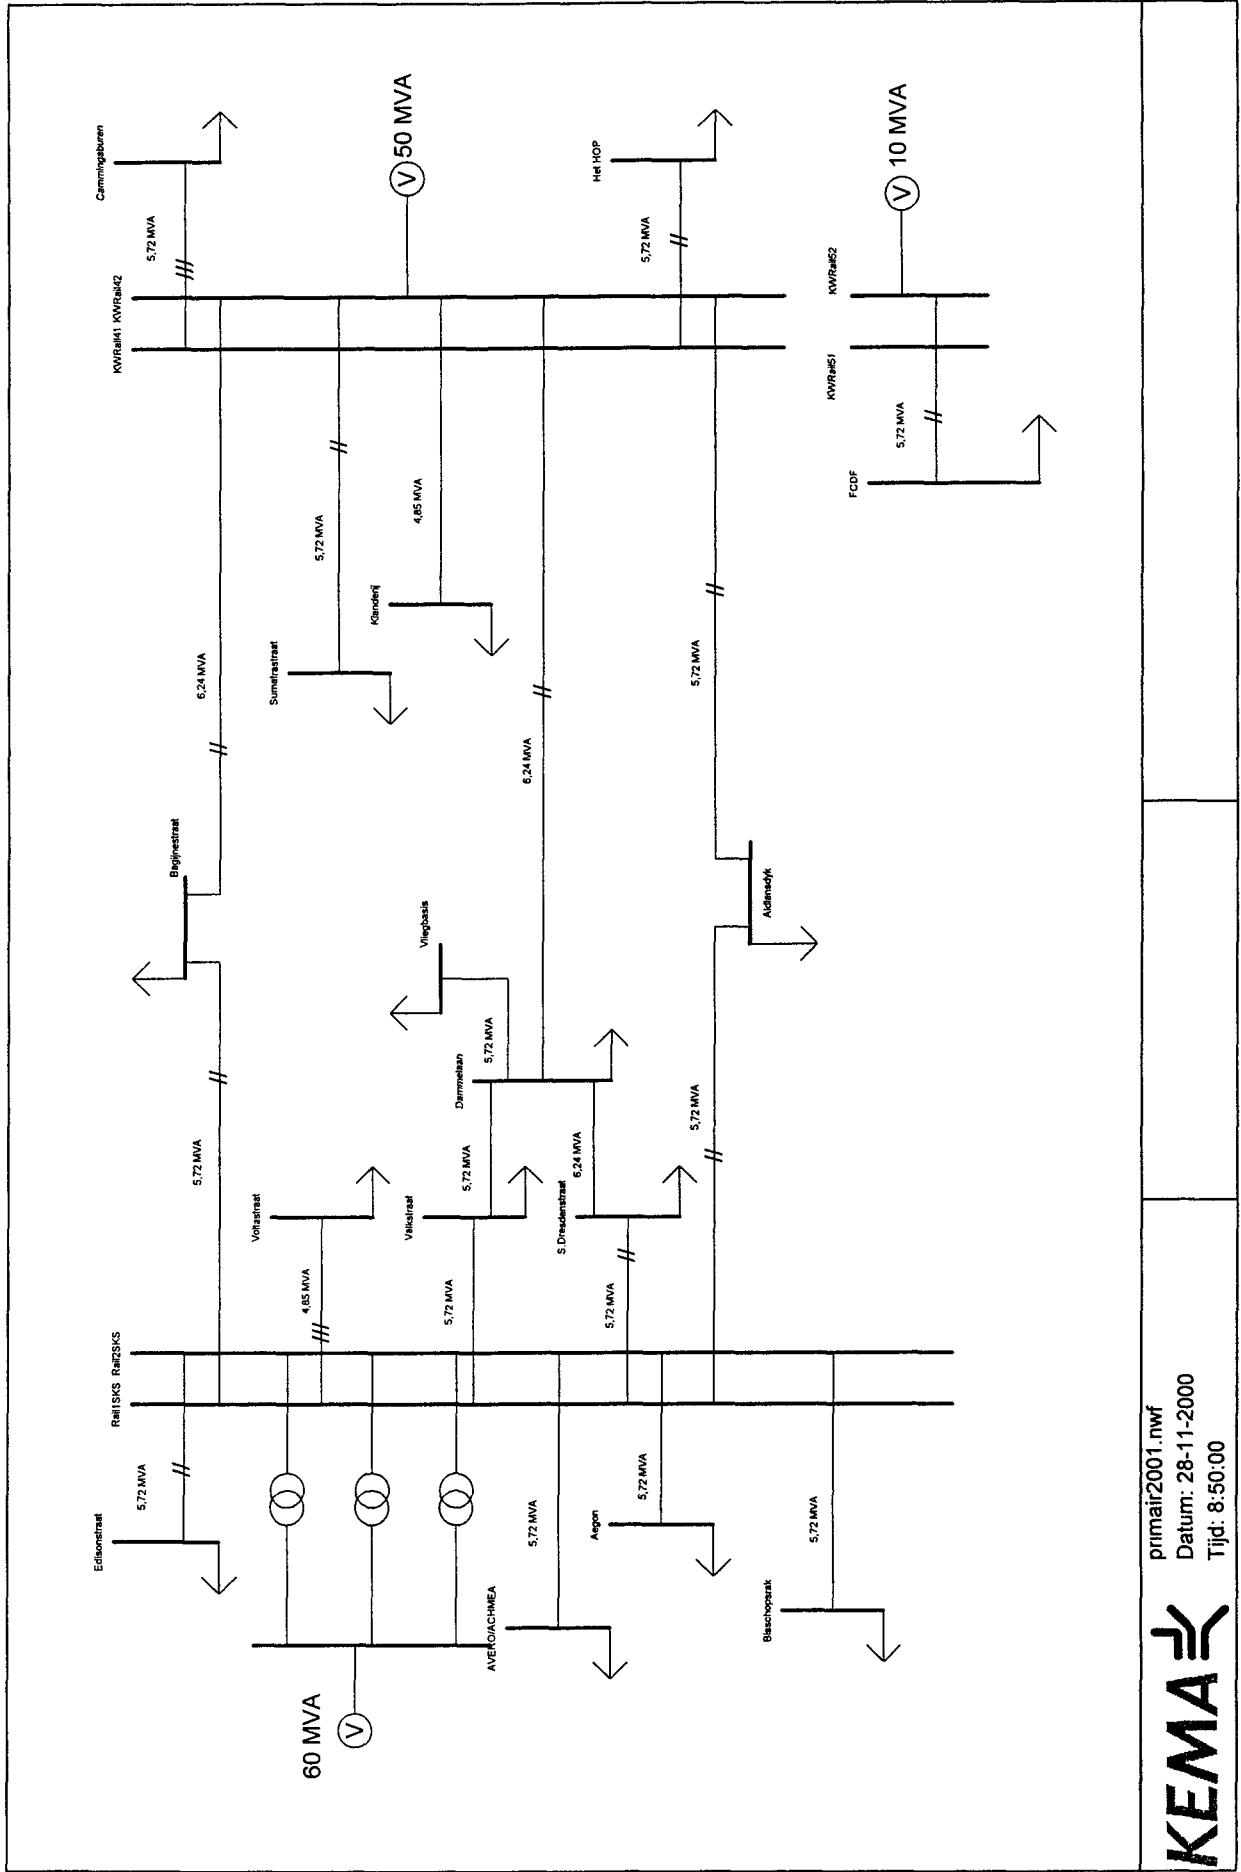 Cammingaburen
5,72 MVA
50 MVA
V
Het HOP
5,72 MVA
10 MVA
V
KWRail41 KWRail42
KWRail51
KWRail52
5,72 MVA
FCDF
6,24 MVA
5,72 MVA
Sumatrastraat
4,85 MVA
Klanderij
6,24 MVA
5,72 MVA
Bagijnestraat
Vliegbasis
Aldlansdyk
5,72 MVA
5,72 MVA
Dammelaan
5,72 MVA
6,24 MVA
5,72 MVA
Voltastraat
Valkstraat
S.Dresdenstraat
4,85 MVA
5,72 MVA
5,72 MVA
Rail1SKS Rail2SKS
5,72 MVA
Edisonstraat
5,72 MVA
5,72 MVA
Aegon
5,72 MVA
AVERO/ACHMEA
Bisschopsrak
60 MVA
V
KEMA
primair2001.nwf
Datum: 28-11-2000
Tijd: 8:50:00